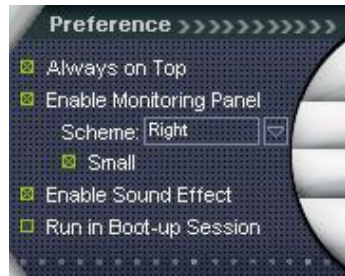 Preference >>>>>>>>>>>>
Always on Top
Enable Monitoring Panel
Scheme: Right
Small
Enable Sound Effect
Run in Boot-up Session